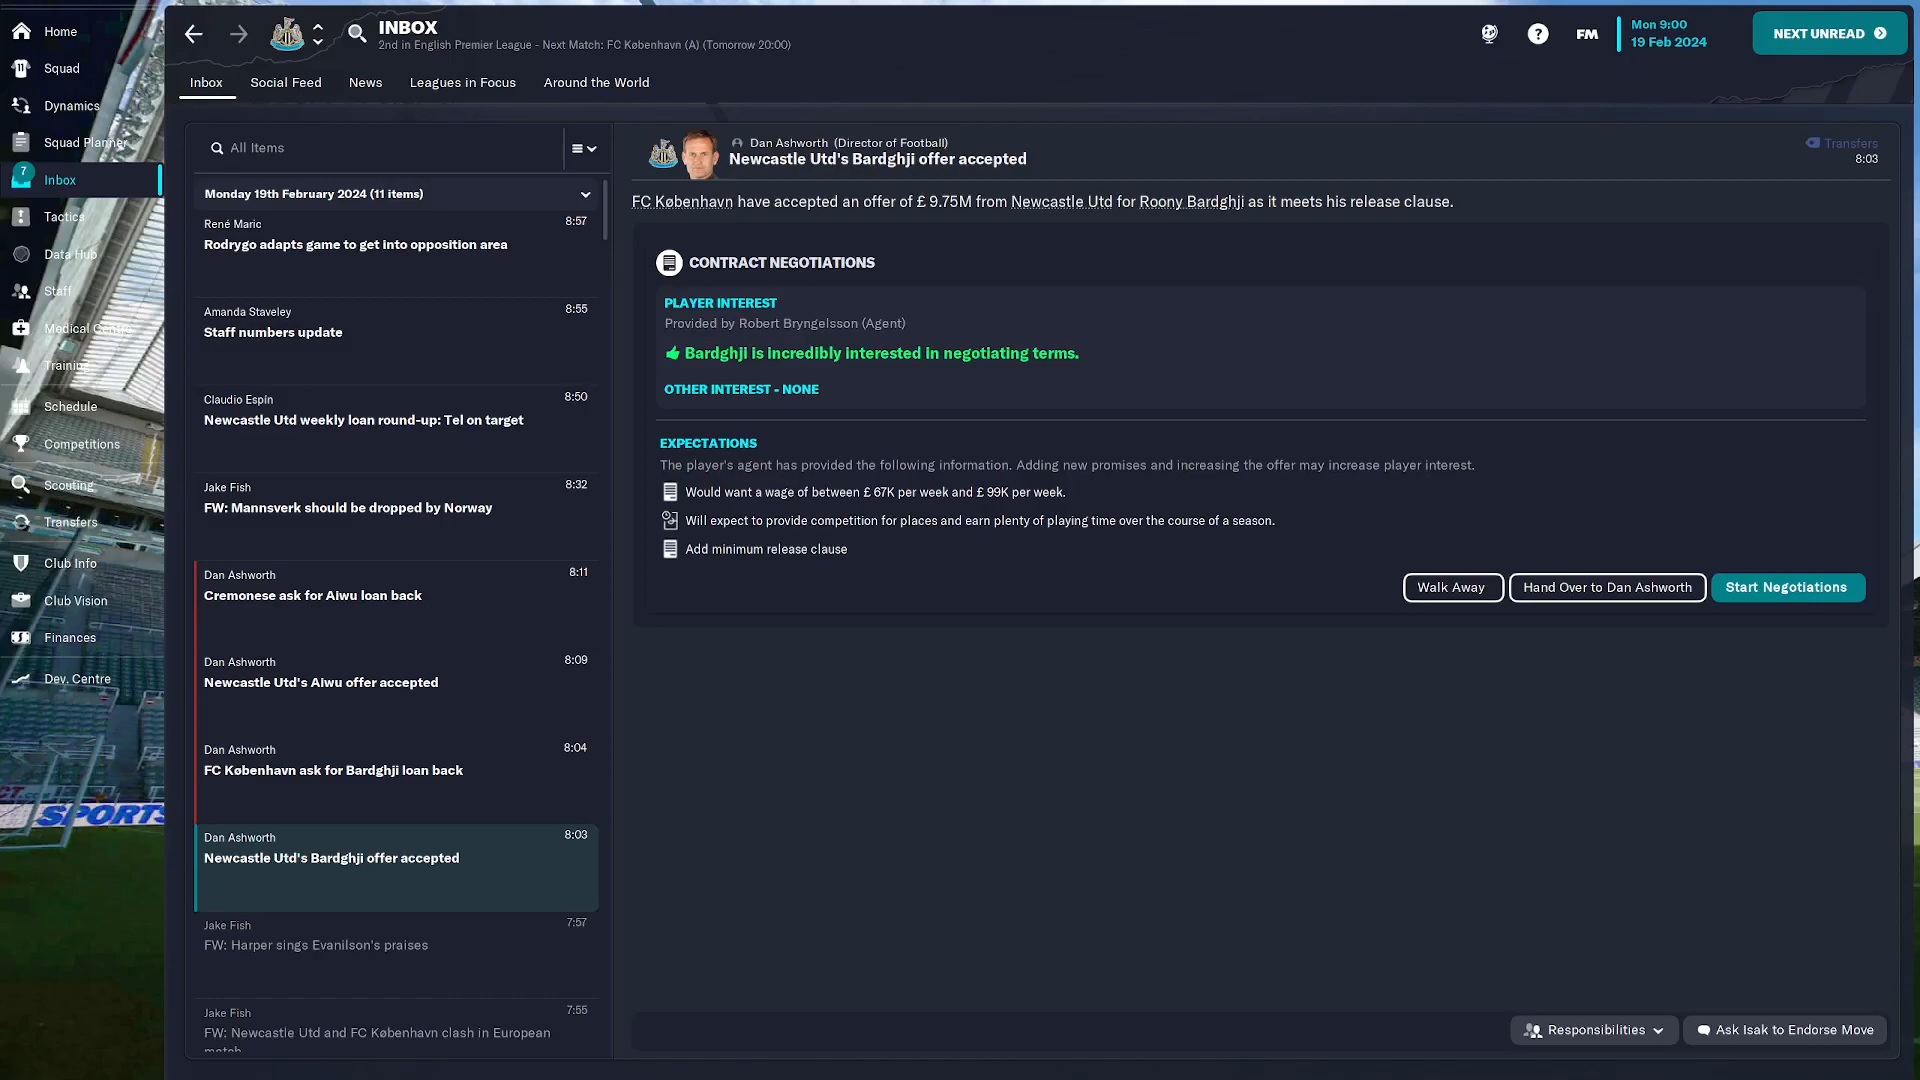 Home
Squad
Dynamics
Squad Planner
7
Inbox
Tactics
Data Hub
Staff
Medical Centre
Training
Schedule
Competitions
Scouting
Transfers
Club Info
Club Vision
Finances
Dev. Centre
SPORTS
INBOX
2nd in English Premier League - Next Match: FC København (A) (Tomorrow 20:00)
?
FM
Mon 9:00
19 Feb 2024
NEXT UNREAD
Inbox
Social Feed
News
Leagues in Focus
Around the World
All Items
Monday 19th February 2024 (11 items)
René Maric
8:57
Rodrygo adapts game to get into opposition area
Amanda Staveley
8:55
Staff numbers update
Claudio Espín
8:50
Newcastle Utd weekly loan round-up: Tel on target
Jake Fish
8:32
FW: Mannsverk should be dropped by Norway
Dan Ashworth
8:11
Cremonese ask for Aiwu loan back
Dan Ashworth
8:09
Newcastle Utd's Aiwu offer accepted
Dan Ashworth
8:04
FC København ask for Bardghji loan back
Dan Ashworth
8:03
Newcastle Utd's Bardghji offer accepted
Jake Fish
7:57
FW: Harper sings Evanilson's praises
Jake Fish
7:55
FW: Newcastle Utd and FC København clash in European
match
Dan Ashworth (Director of Football)
Newcastle Utd's Bardghji offer accepted
Transfers
8:03
FC København have accepted an offer of £ 9.75M from Newcastle Utd for Roony Bardghji as it meets his release clause.
CONTRACT NEGOTIATIONS
PLAYER INTEREST
Provided by Robert Bryngelsson (Agent)
Bardghji is incredibly interested in negotiating terms.
OTHER INTEREST - NONE
EXPECTATIONS
The player's agent has provided the following information. Adding new promises and increasing the offer may increase player interest.
Would want a wage of between £ 67K per week and £ 99K per week.
Will expect to provide competition for places and earn plenty of playing time over the course of a season.
Add minimum release clause
Walk Away
Hand Over to Dan Ashworth
Start Negotiations
Responsibilities
Ask Isak to Endorse Move